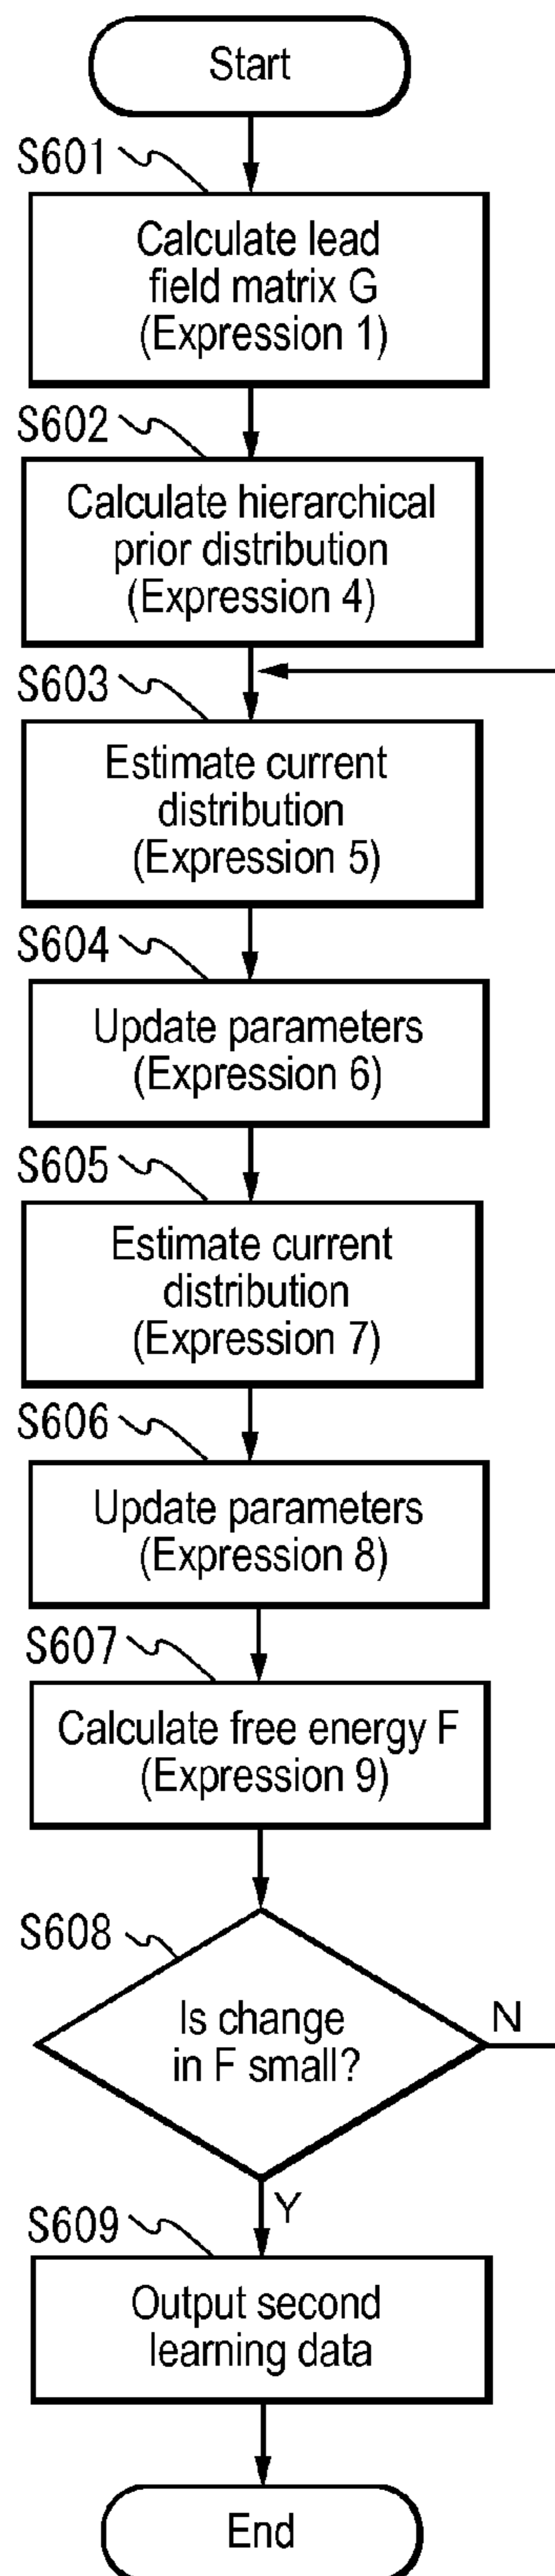 Start
S601
Calculate lead
field matrix G
(Expression 1)
S602
Calculate hierarchical
prior distribution
(Expression 4)
S603
Estimate current
distribution
(Expression 5)
S604
Update parameters
(Expression 6)
S605
Estimate current
distribution
(Expression 7)
S606
Update parameters
(Expression 8)
S607
Calculate free energy F
(Expression 9)
S608
Is change
in F small?
N
Y
S609
Output second
learning data
End